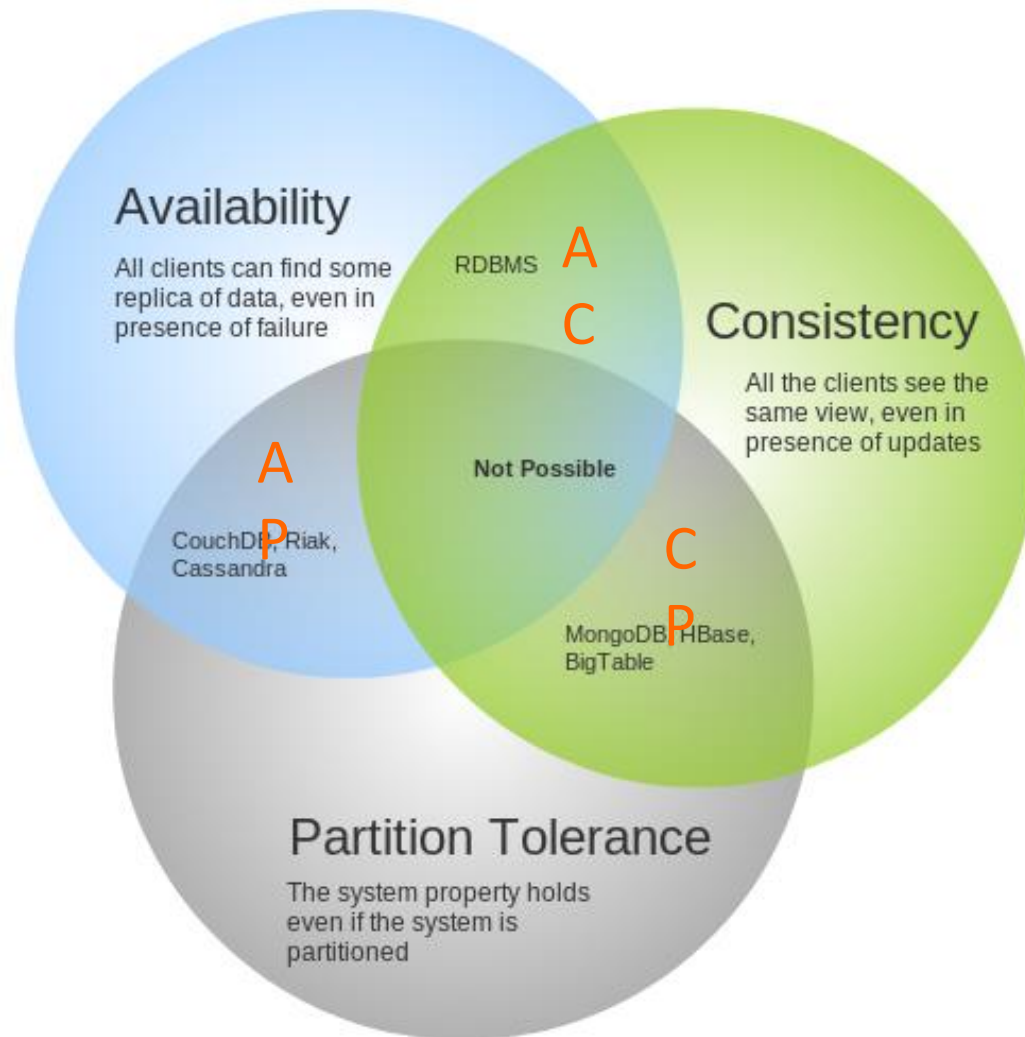 Availability
All clients can find some
replica of data, even in
presence of failure
RDBMS
A
C
Consistency
All the clients see the
same view, even in
presence of updates
A
P
CouchDB, Riak,
Cassandra
Not Possible
C
P
MongoDB, HBase,
BigTable
Partition Tolerance
The system property holds
even if the system is
partitioned